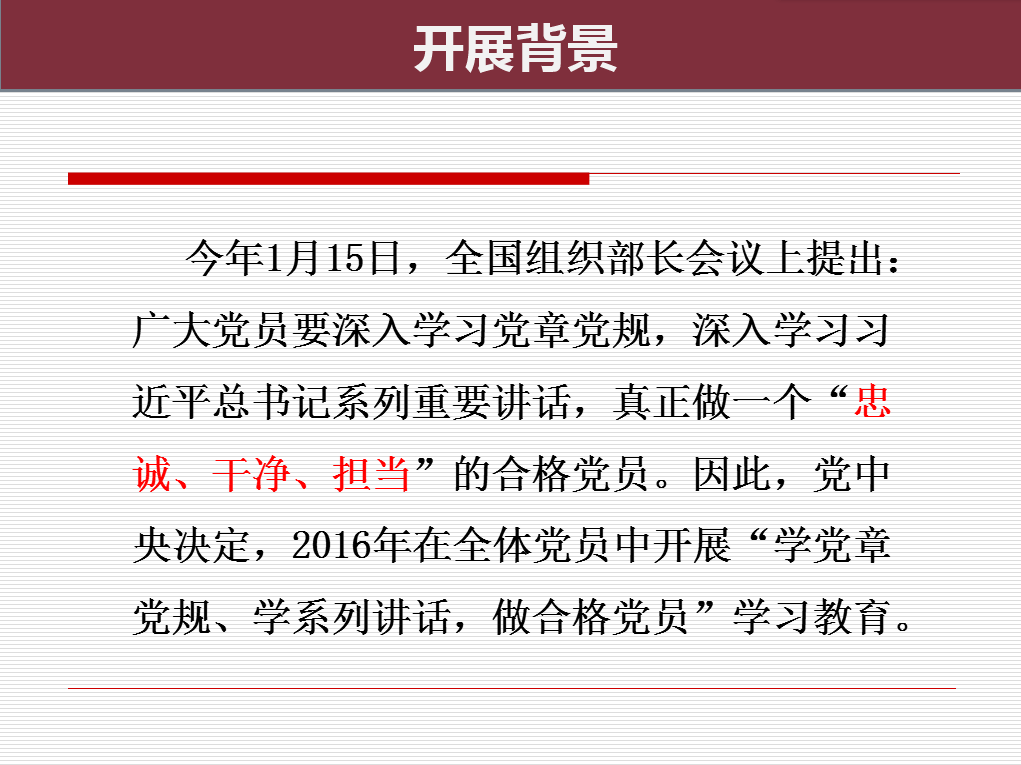 开展背景
今年1月15日，全国组织部长会议上提出：
广大党员要深入学习党章党规，深入学习习
近平总书记系列重要讲话，真正做一个“忠
诚、干净、担当”的合格党员。因此，党中
央决定，2016年在全体党员中开展“学党章
党规、学系列讲话，做合格党员”学习教育。